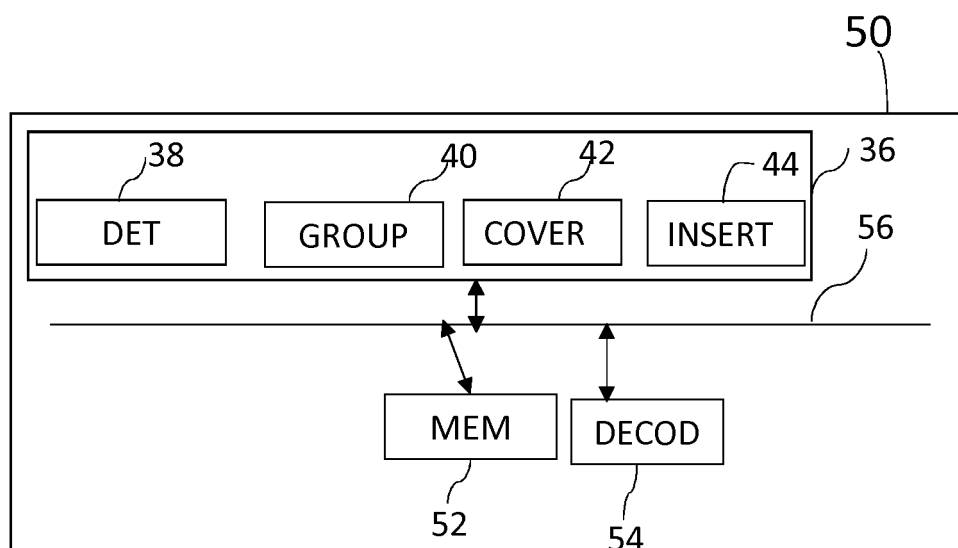 50
38 40 42 44 36
DET GROUP COVER INSERT
56
MEM DECOD
52 54